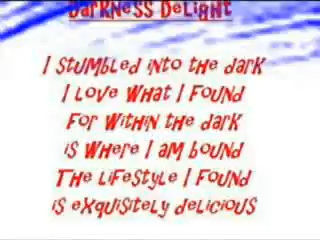 Darkness Delight
I stumbled into the dark
I love what I found
For within the dark
is where I am bound
The lifestyle I found
is exquisitely delicious